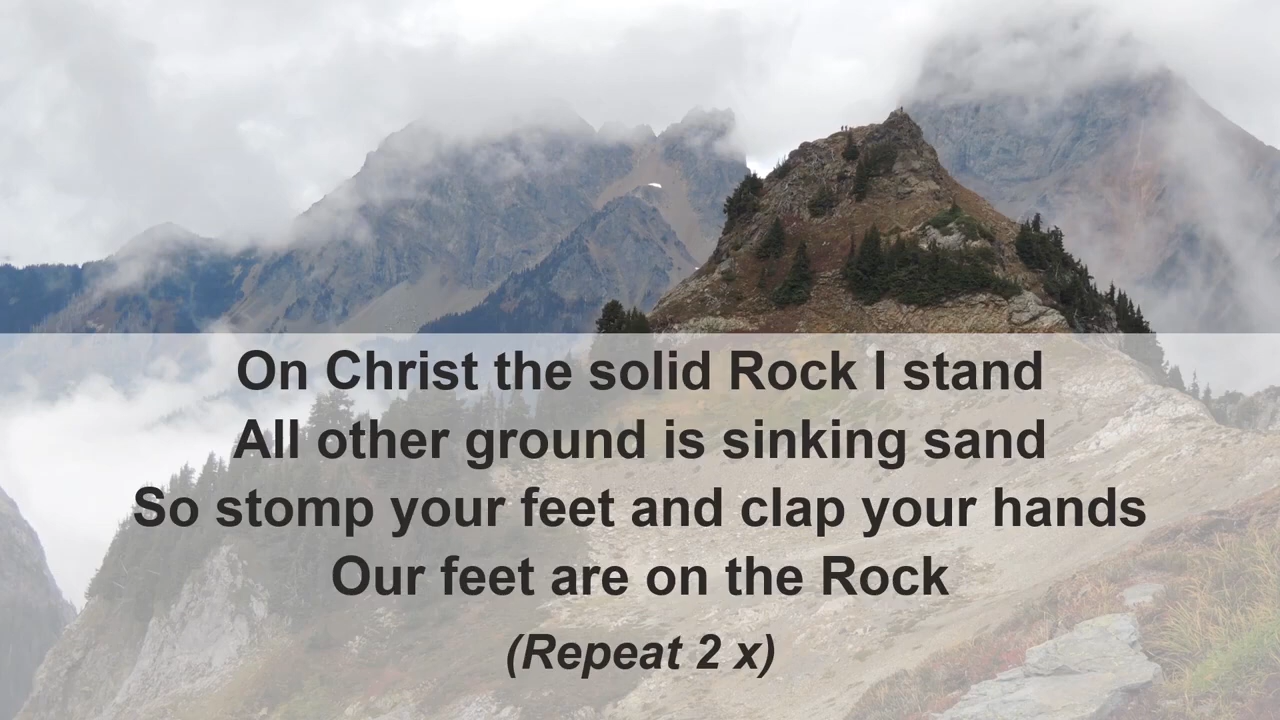 On Christ the solid Rock I stand
All other ground is sinking sand
So stomp your feet and clap your hands
Our feet are on the Rock
(Repeat 2 x)